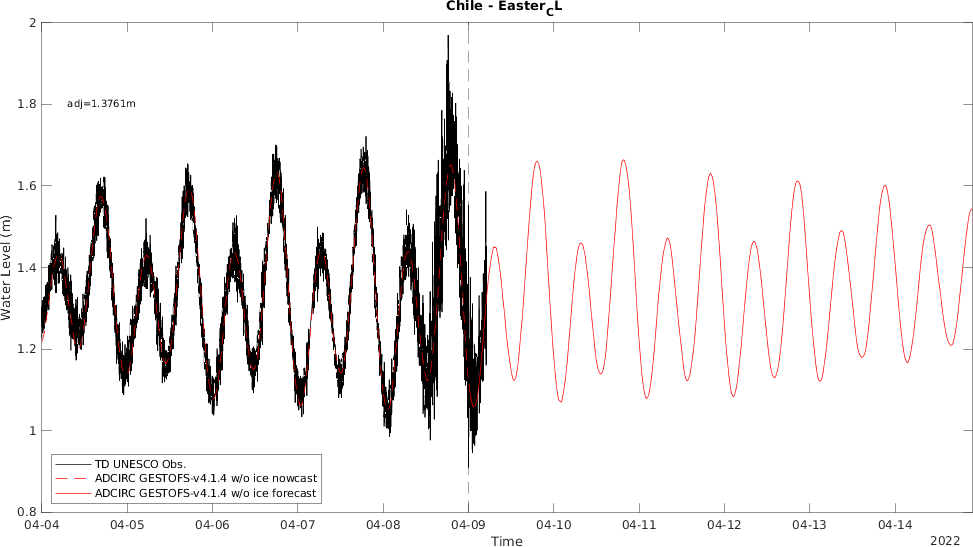 Chile - Easter_CL
2
1.8
1.6
1.4
1.2
1
0.8
Water Level (m)
adj=1.3761m
TD UNESCO Obs.
ADCIRC GESTOFS-v4.1.4 w/o ice nowcast
ADCIRC GESTOFS-v4.1.4 w/o ice forecast
04-04 04-05 04-06 04-07 04-08 04-09 04-10 04-11 04-12 04-13 04-14
Time
2022